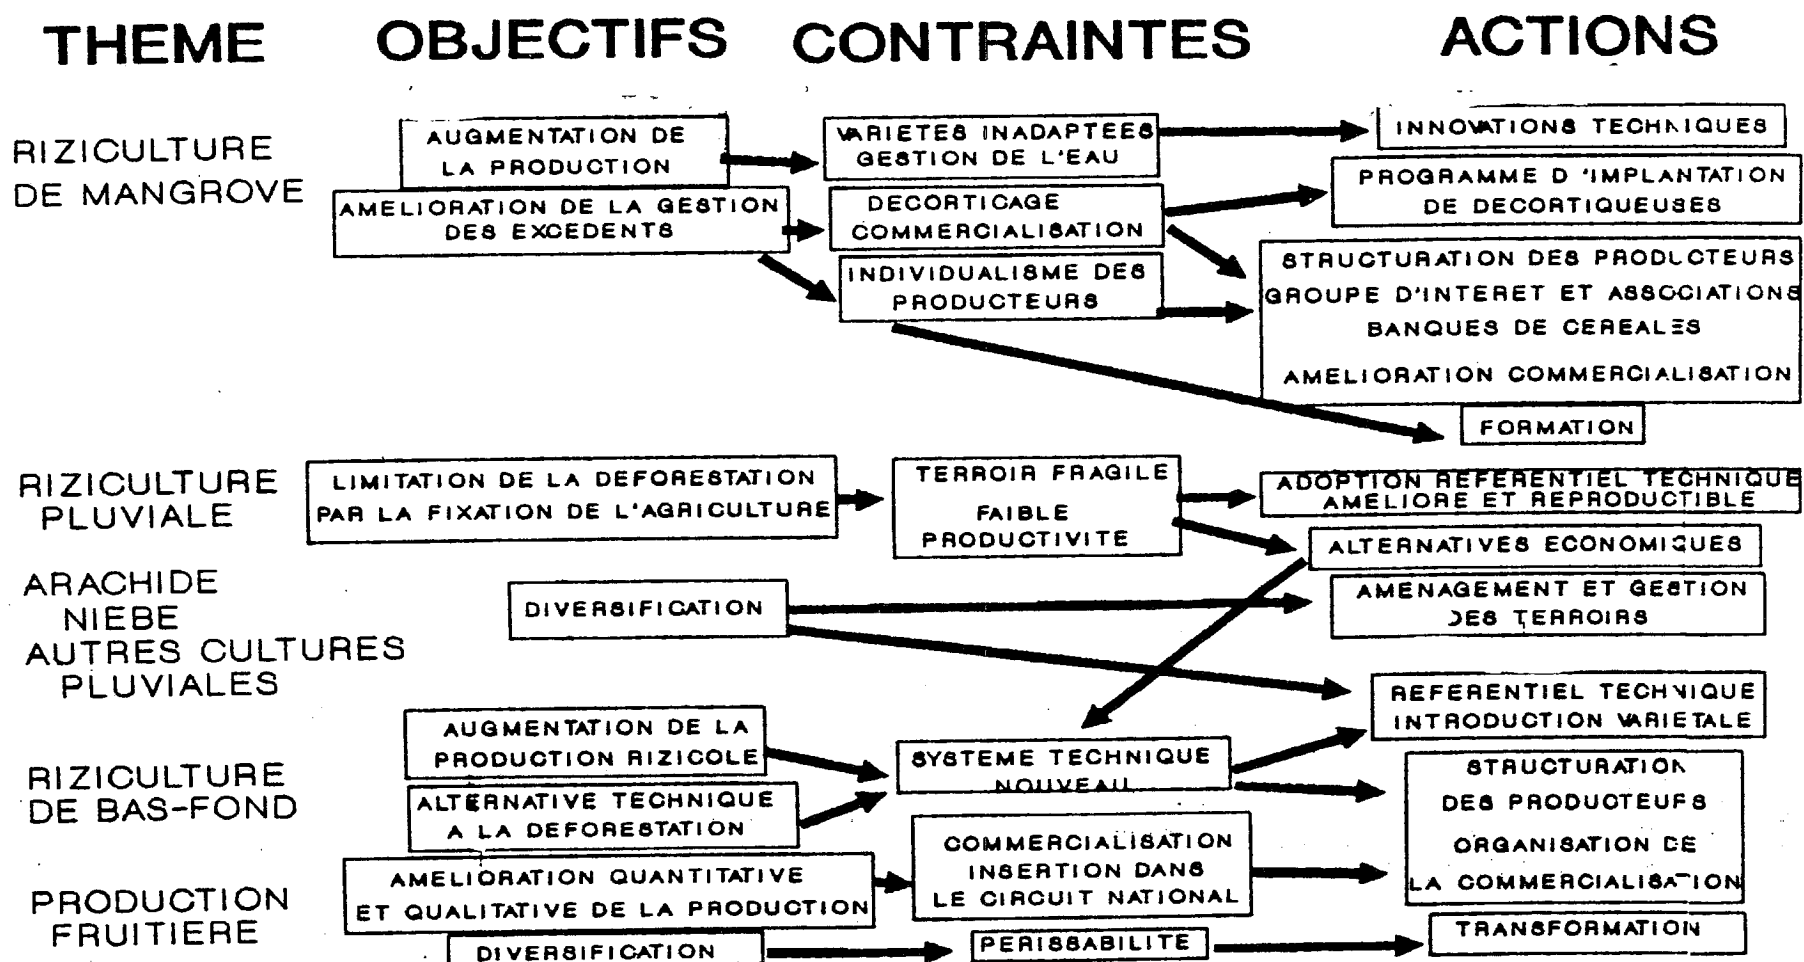 THEME OBJECTIFS CONTRAINTES ACTIONS
RIZICULTURE
DE MANGROVE
AUGMENTATION DE
LA PRODUCTION
AMELIORATION DE LA GESTION
DES EXCEDENTS
VARIETES INADAPTEES
GESTION DE L'EAU
DECORTICAGE
COMMERCIALISATION
INDIVIDUALISME DES
PRODUCTEURS
INNOVATIONS TECHNIQUES
PROGRAMME D 'IMPLANTATION
DE DECORTIQUEUSES
STRUCTURATION DES PRODUCTEURS
GROUPE D'INTERET ET ASSOCIATIONS
BANQUES DE CEREALES
AMELIORATION COMMERCIALISATION
FORMATION
RIZICULTURE
PLUVIALE
LIMITATION DE LA DEFORESTATION
PAR LA FIXATION DE L'AGRICULTURE
TERROIR FRAGILE
FAIBLE
PRODUCTIVITE
ADOPTION REFERENTIEL TECHNIQUE
AMELIORE ET REPRODUCTIBLE
ALTERNATIVES ECONOMIQUES
ARACHIDE
NIEBE
AUTRES CULTURES
PLUVIALES
DIVERSIFICATION
AMENAGEMENT ET GESTION
DES TERROIRS
REFERENTIEL TECHNIQUE
INTRODUCTION VARIETALE
RIZICULTURE
DE BAS-FOND
AUGMENTATION DE LA
PRODUCTION RIZICOLE
ALTERNATIVE TECHNIQUE
A LA DEFORESTATION
SYSTEME TECHNIQUE
NOUVEAU
STRUCTURATION
DES PRODUCTEURS
ORGANISATION DE
LA COMMERCIALISATION
PRODUCTION
FRUITIERE
AMELIORATION QUANTITATIVE
ET QUALITATIVE DE LA PRODUCTION
DIVERSIFICATION
COMMERCIALISATION
INSERTION DANS
LE CIRCUIT NATIONAL
PERISSABILITE
TRANSFORMATION